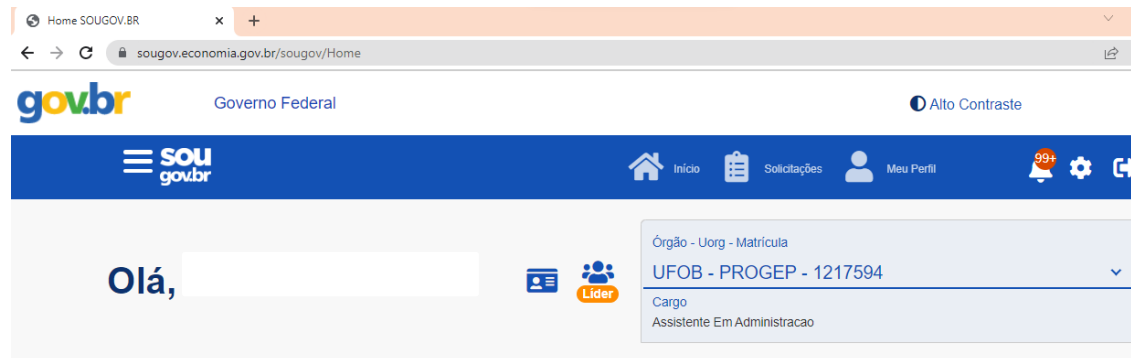 Home SOUGOV.BR
sougov.economia.gov.br/sougov/Home
gov.br Governo Federal Alto Contraste
sou gov.br Início Solicitações Meu Perfil 99+
Órgão - Uorg - Matrícula
UFOB - PROGEP - 1217594
Olá, Líder
Cargo
Assistente Em Administracao